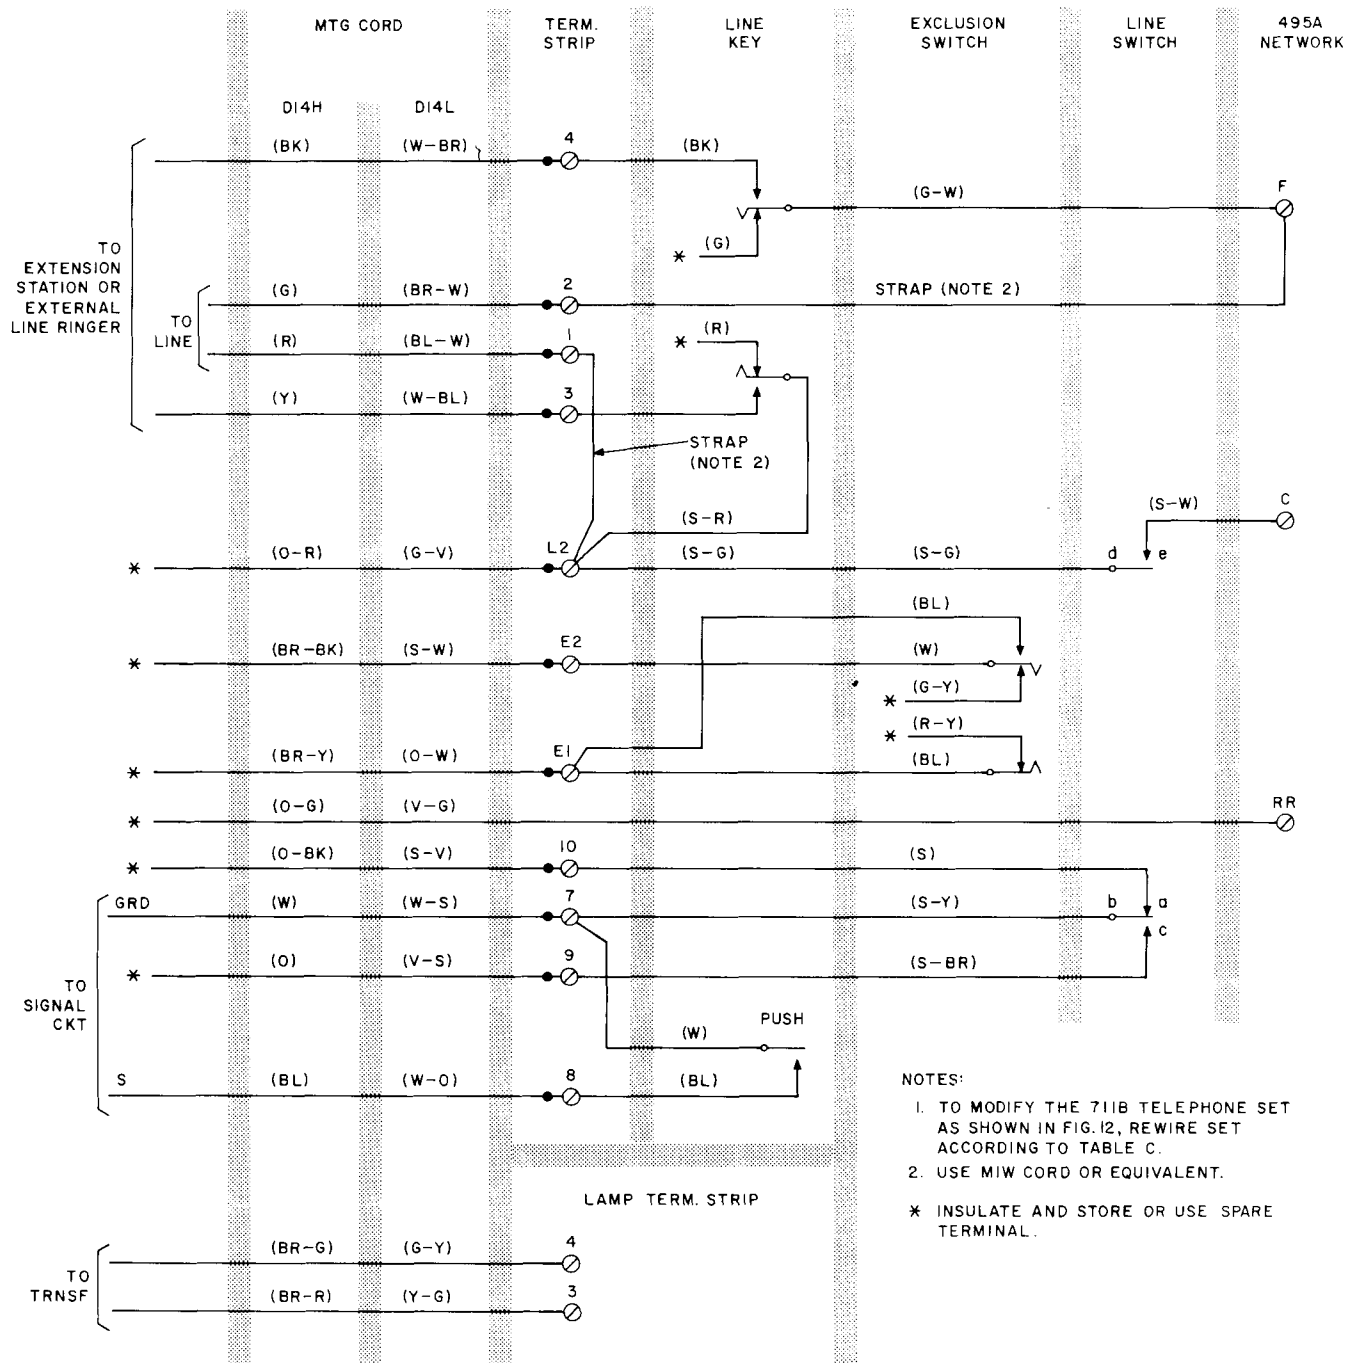 MTG CORD
TERM.
STRIP
LINE
KEY
EXCLUSION
SWITCH
LINE
SWITCH
495A
NETWORK
D14H
D14L
(BK)
(W-BR)
4
(BK)
(G-W)
F
* (G)
TO
EXTENSION
STATION OR
EXTERNAL
LINE RINGER
TO
LINE
(G)
(BR-W)
2
STRAP (NOTE 2)
(R)
(BL-W)
1
* (R)
(Y)
(W-BL)
3
STRAP
(NOTE 2)
(S-R)
(S-W)
C
*
(O-R)
(G-V)
L2
(S-G)
(S-G)
d
e
(BL)
*
(BR-BK)
(S-W)
E2
(W)
* (G-Y)
* (R-Y)
*
(BR-Y)
(O-W)
E1
(BL)
*
(O-G)
(V-G)
RR
*
(O-BK)
(S-V)
10
(S)
GRD
(W)
(W-S)
7
(S-Y)
b
a
c
*
(O)
(V-S)
9
(S-BR)
TO
SIGNAL
CKT
(W)
PUSH
S
(BL)
(W-O)
8
(BL)
NOTES:
1. TO MODIFY THE 711B TELEPHONE SET
AS SHOWN IN FIG. 12, REWIRE SET
ACCORDING TO TABLE C.
2. USE M1W CORD OR EQUIVALENT.
* INSULATE AND STORE OR USE SPARE
TERMINAL.
LAMP TERM. STRIP
TO
TRNSF
(BR-G)
(G-Y)
4
(BR-R)
(Y-G)
3